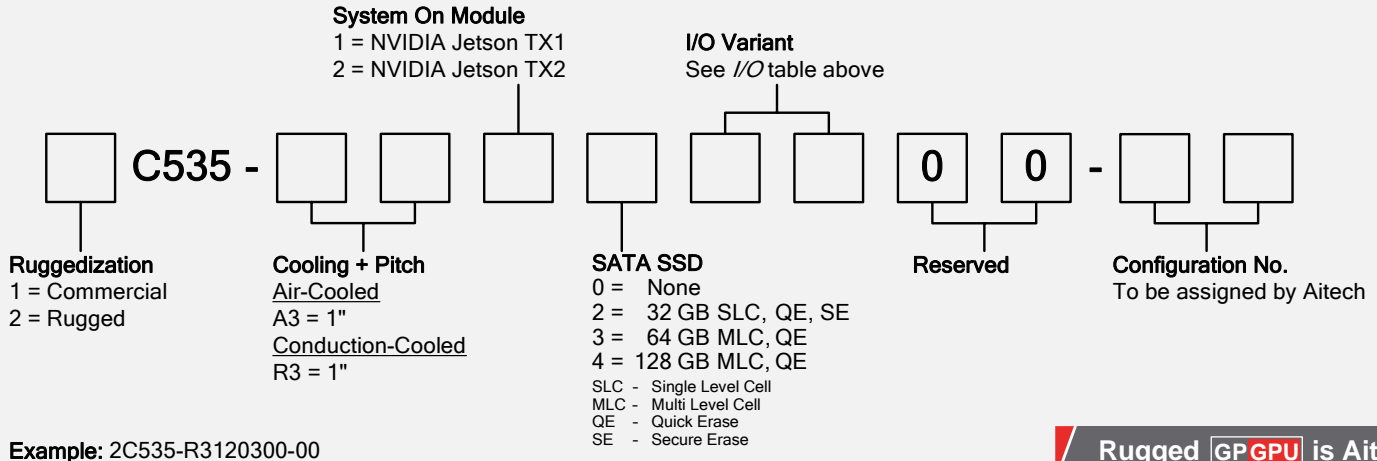 System On Module
1 = NVIDIA Jetson TX1
2 = NVIDIA Jetson TX2
I/O Variant
See I/O table above
C535 - 0 0 -
Ruggedization
1 = Commercial
2 = Rugged
Cooling + Pitch
Air-Cooled
A3 = 1"
Conduction-Cooled
R3 = 1"
SATA SSD
0 = None
2 = 32 GB SLC, QE, SE
3 = 64 GB MLC, QE
4 = 128 GB MLC, QE
SLC - Single Level Cell
MLC - Multi Level Cell
QE - Quick Erase
SE - Secure Erase
Reserved
Configuration No.
To be assigned by Aitech
Example: 2C535-R3120300-00
Rugged GPGPU is Ait